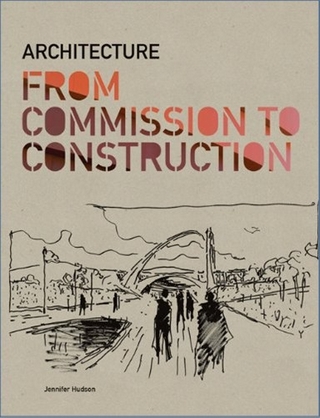 ARCHITECTURE
FROM
COMMISSION TO
CONSTRUCTION
Jennifer Hudson